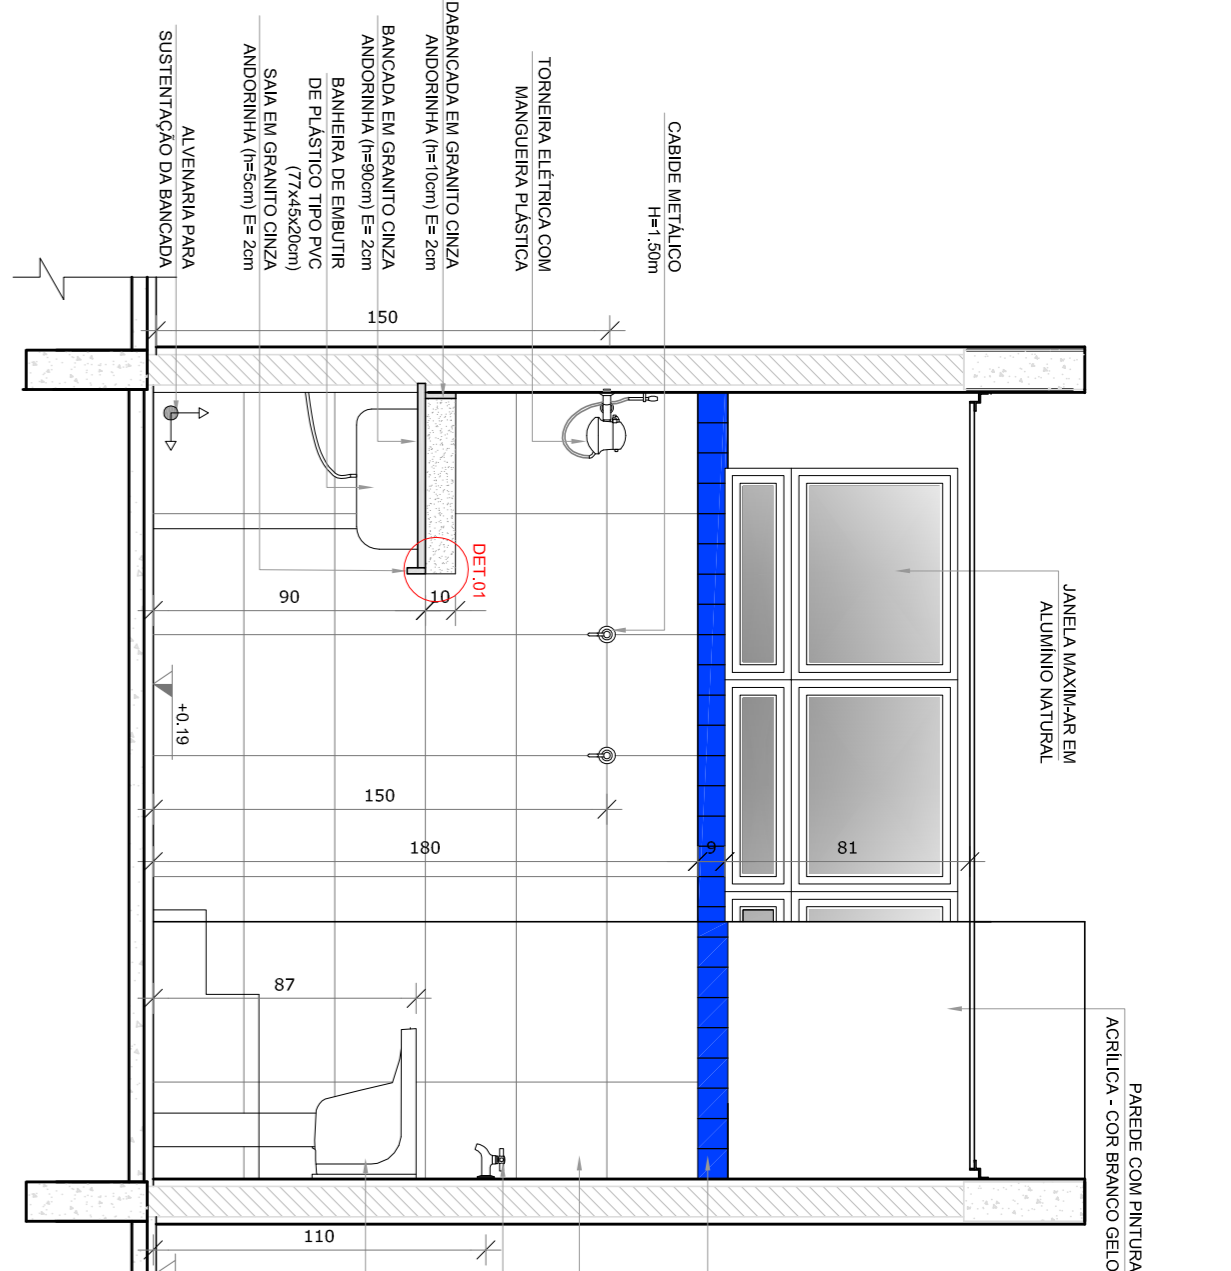 DABANCADA EM GRANITO CINZA
ANDORINHA (h=10cm) E= 2cm
BANCADA EM GRANITO CINZA
ANDORINHA (h=90cm) E= 2cm
BANHEIRA DE EMBUTIR
DE PLÁSTICO TIPO PVC
(77x45x20cm)
SAIA EM GRANITO CINZA
ANDORINHA (h=5cm) E= 2cm
ALVENARIA PARA
SUSTENTAÇÃO DA BANCADA
TORNEIRA ELÉTRICA COM
MANGUEIRA PLÁSTICA
CABIDE METÁLICO
H=1.50m
150
DET.01
90
10
JANELA MAXIM-AR EM
ALUMÍNIO NATURAL
+0.19
150
180
9
81
87
PAREDE COM PINTURA
ACRÍLICA - COR BRANCO GELO
110